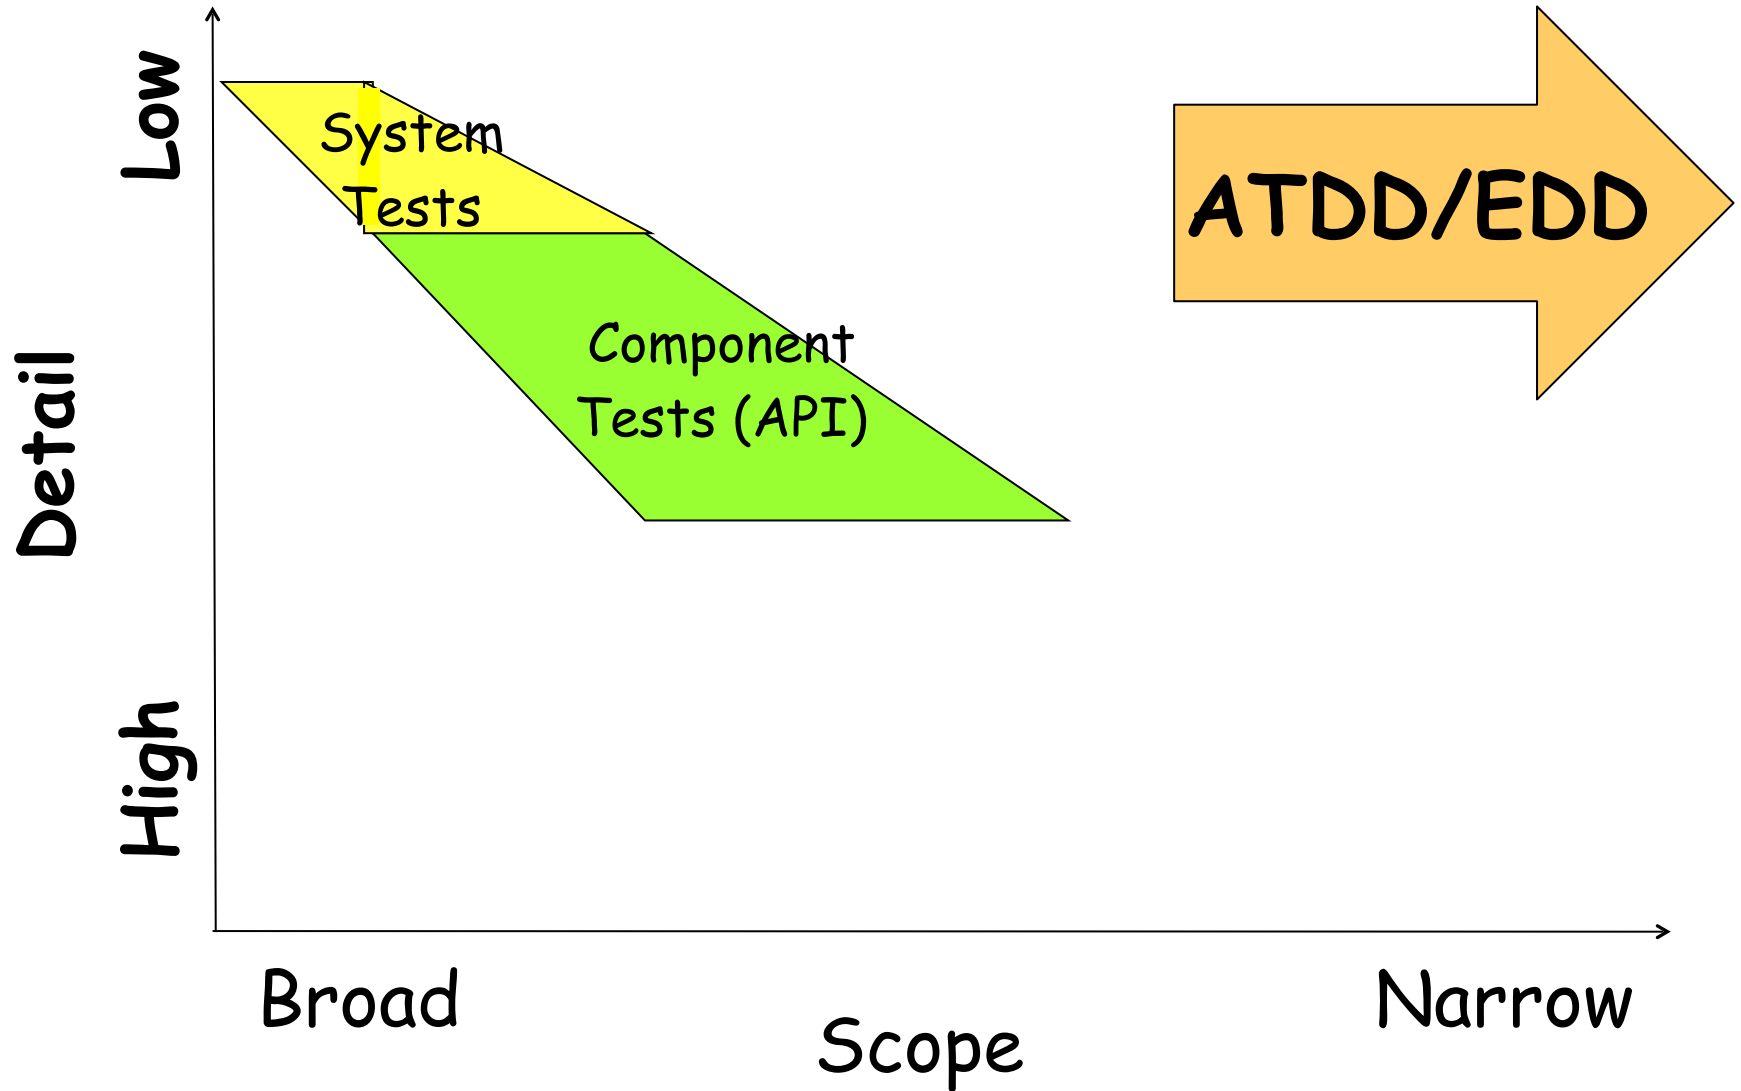 Low
System
Tests
ATDD/EDD
Component
Tests (API)
Detail
High
Broad
Narrow
Scope